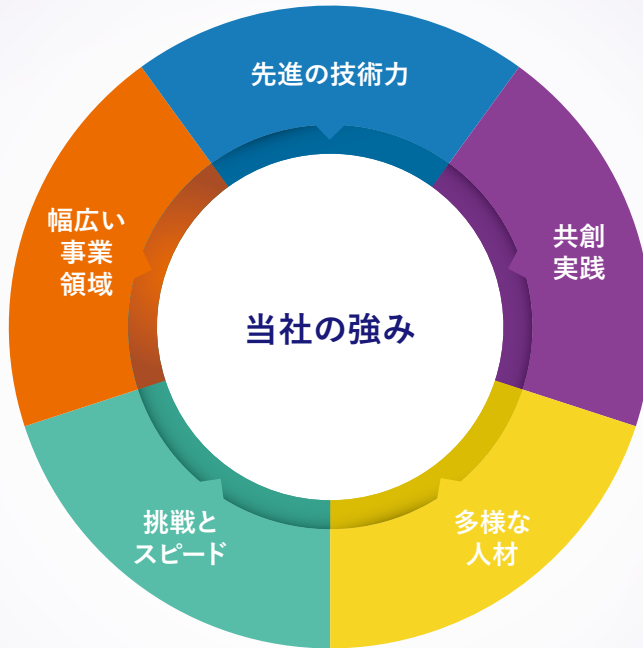 先進の技術力
幅広い
事業
領域
共創
実践
当社の強み
挑戦と
スピード
多様な
人材